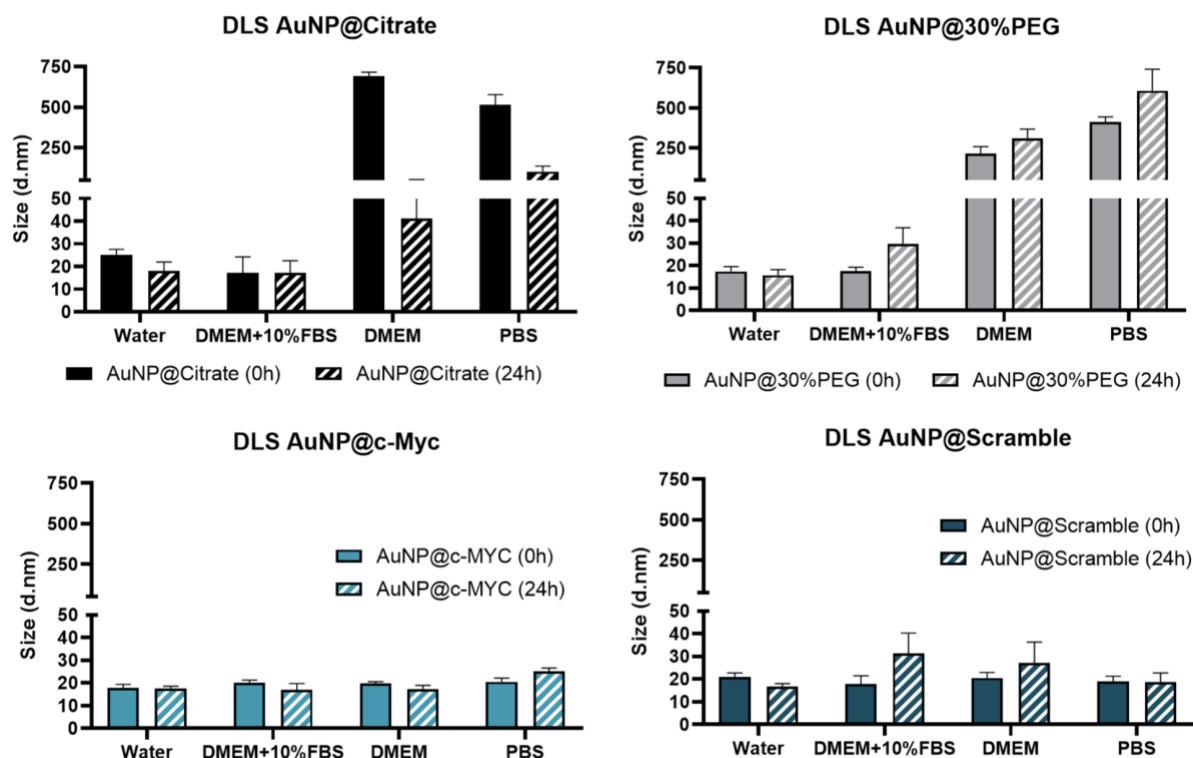 DLS AuNP@Citrate
750
500
250
50
40
30
20
10
0
Size (d.nm)
Water DMEM+10%FBS DMEM PBS
AuNP@Citrate (0h) AuNP@Citrate (24h)
DLS AuNP@30%PEG
750
500
250
50
40
30
20
10
0
Size (d.nm)
Water DMEM+10%FBS DMEM PBS
AuNP@30%PEG (0h) AuNP@30%PEG (24h)
DLS AuNP@c-Myc
750
500
250
50
40
30
20
10
0
Size (d.nm)
AuNP@c-MYC (0h)
AuNP@c-MYC (24h)
Water DMEM+10%FBS DMEM PBS
DLS AuNP@Scramble
750
500
250
50
40
30
20
10
0
Size (d.nm)
AuNP@Scramble (0h)
AuNP@Scramble (24h)
Water DMEM+10%FBS DMEM PBS